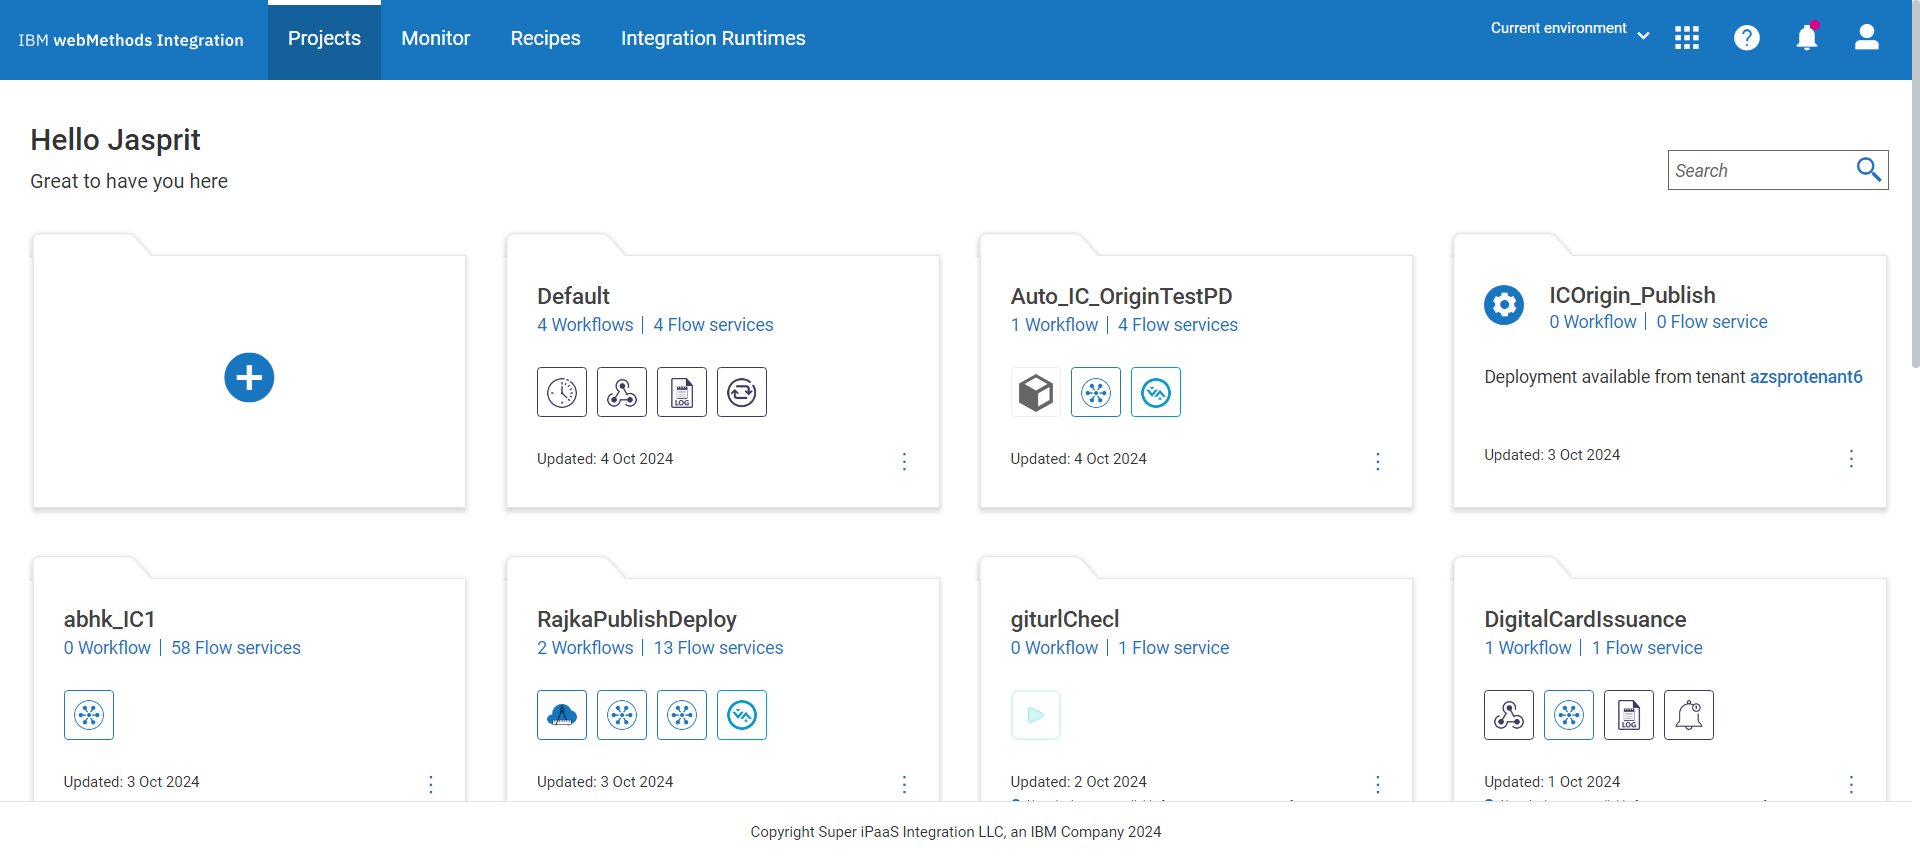 IBM webMethods Integration
Projects
Monitor
Recipes
Integration Runtimes
Current environment
Hello Jasprit
Great to have you here
Search
Default
4 Workflows | 4 Flow services
LOG
Updated: 4 Oct 2024
Auto_IC_OriginTestPD
1 Workflow | 4 Flow services
Updated: 4 Oct 2024
ICOrigin_Publish
0 Workflow | 0 Flow service
Deployment available from tenant azsprotenant6
Updated: 3 Oct 2024
abhk_IC1
0 Workflow | 58 Flow services
Updated: 3 Oct 2024
RajkaPublishDeploy
2 Workflows | 13 Flow services
Updated: 3 Oct 2024
giturlChecl
0 Workflow | 1 Flow service
Updated: 2 Oct 2024
DigitalCardIssuance
1 Workflow | 1 Flow service
LOG
Updated: 1 Oct 2024
Copyright Super iPaaS Integration LLC, an IBM Company 2024